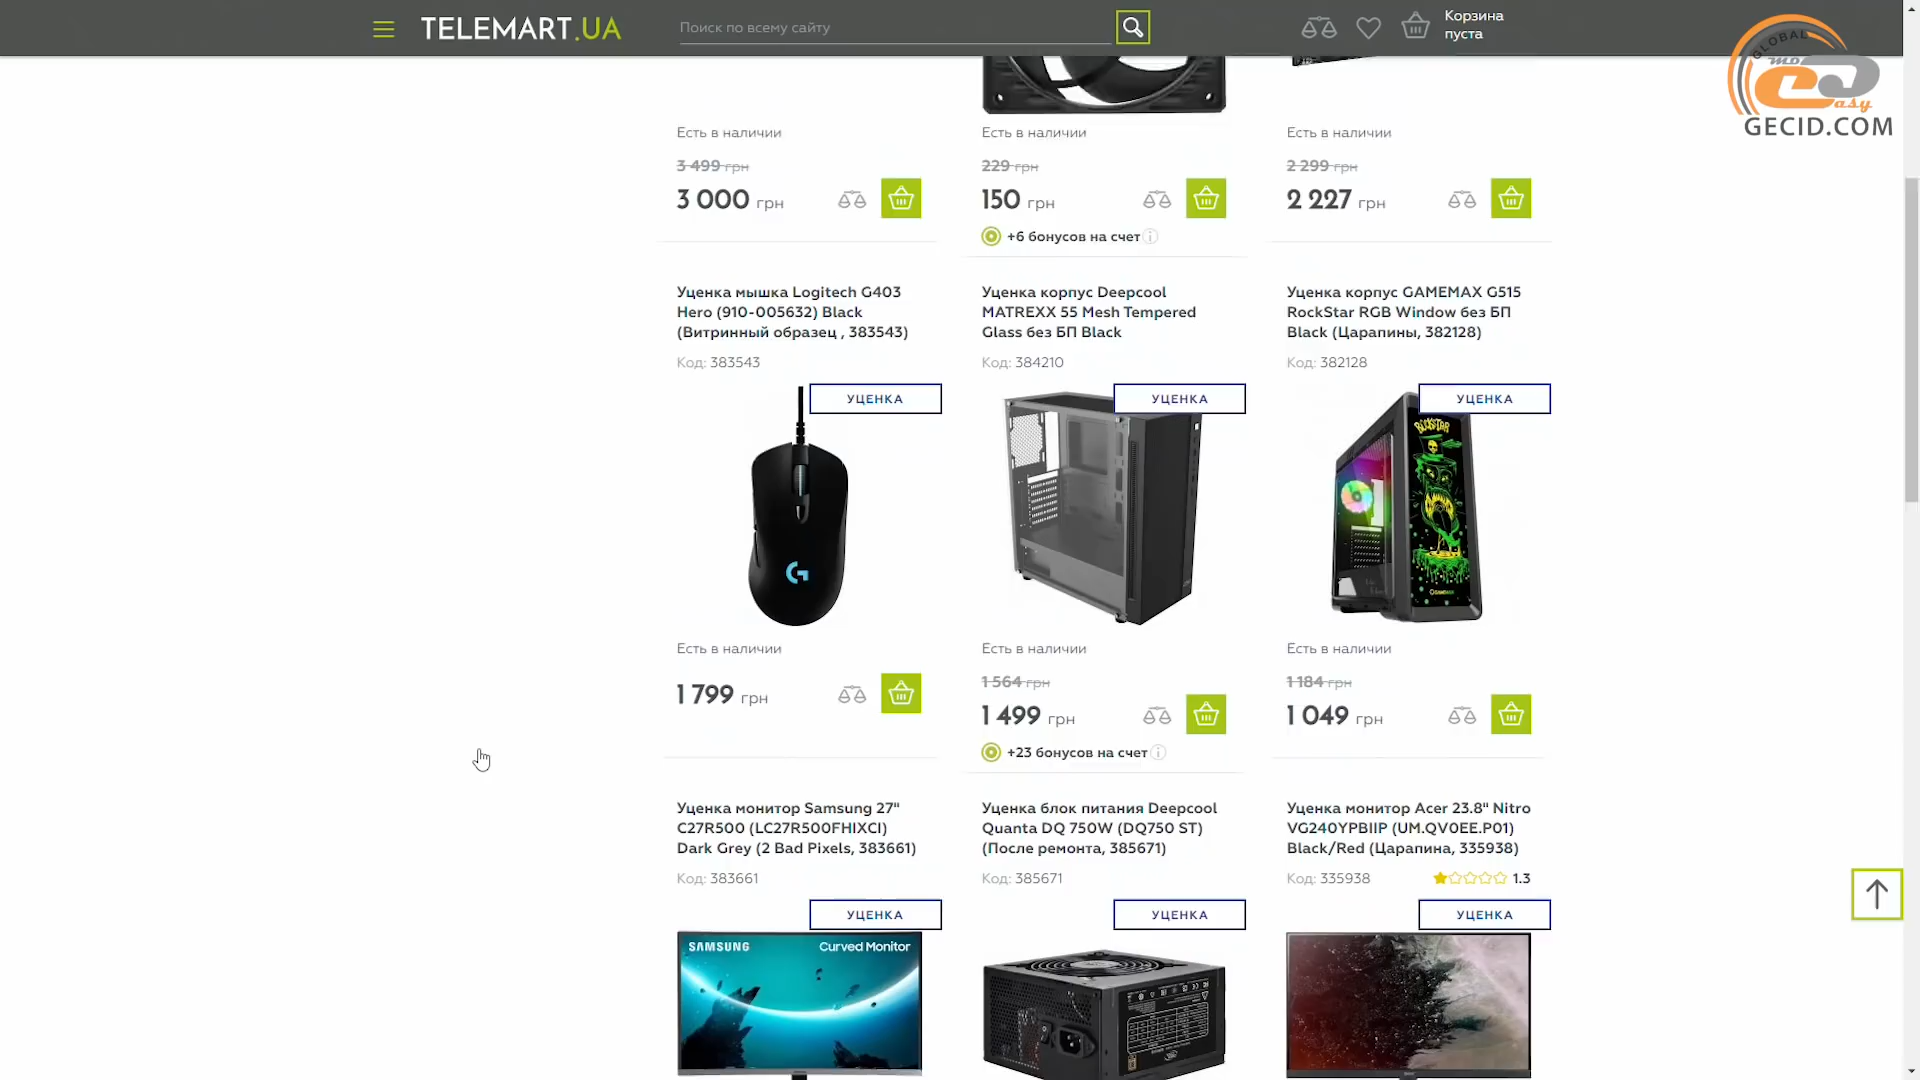 TELEMART.UA
Поиск по всему сайту
Корзина
пуста
GLOBAL
easy
GECID.COM
Есть в наличии
3 499 грн
3 000 грн
Есть в наличии
229 грн
150 грн
+6 бонусов на счет
Есть в наличии
2 299 грн
2 227 грн
Уценка мышка Logitech G403
Hero (910-005632) Black
(Витринный образец , 383543)
Код: 383543
УЦЕНКА
Есть в наличии
1 799 грн
Уценка корпус Deepcool
MATREXX 55 Mesh Tempered
Glass без БП Black
Код: 384210
УЦЕНКА
Есть в наличии
1 564 грн
1 499 грн
+23 бонусов на счет
Уценка корпус GAMEMAX G515
RockStar RGB Window без БП
Black (Царапины, 382128)
Код: 382128
УЦЕНКА
ROCKSTAR
GAMEMAX
Есть в наличии
1 184 грн
1 049 грн
Уценка монитор Samsung 27"
C27R500 (LC27R500FHIXCI)
Dark Grey (2 Bad Pixels, 383661)
Код: 383661
УЦЕНКА
SAMSUNG Curved Monitor
Уценка блок питания Deepcool
Quanta DQ 750W (DQ750 ST)
(После ремонта, 385671)
Код: 385671
УЦЕНКА
Уценка монитор Acer 23.8" Nitro
VG240YPBIIP (UM.QV0EE.P01)
Black/Red (Царапина, 335938)
Код: 335938 1.3
УЦЕНКА